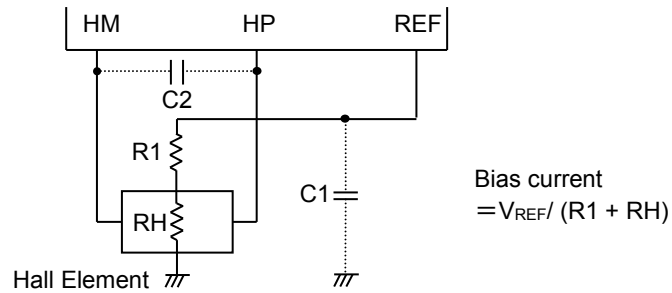 HM HP REF
C2
R1
C1
RH
Hall Element
Bias current
＝VREF/ (R1 + RH)